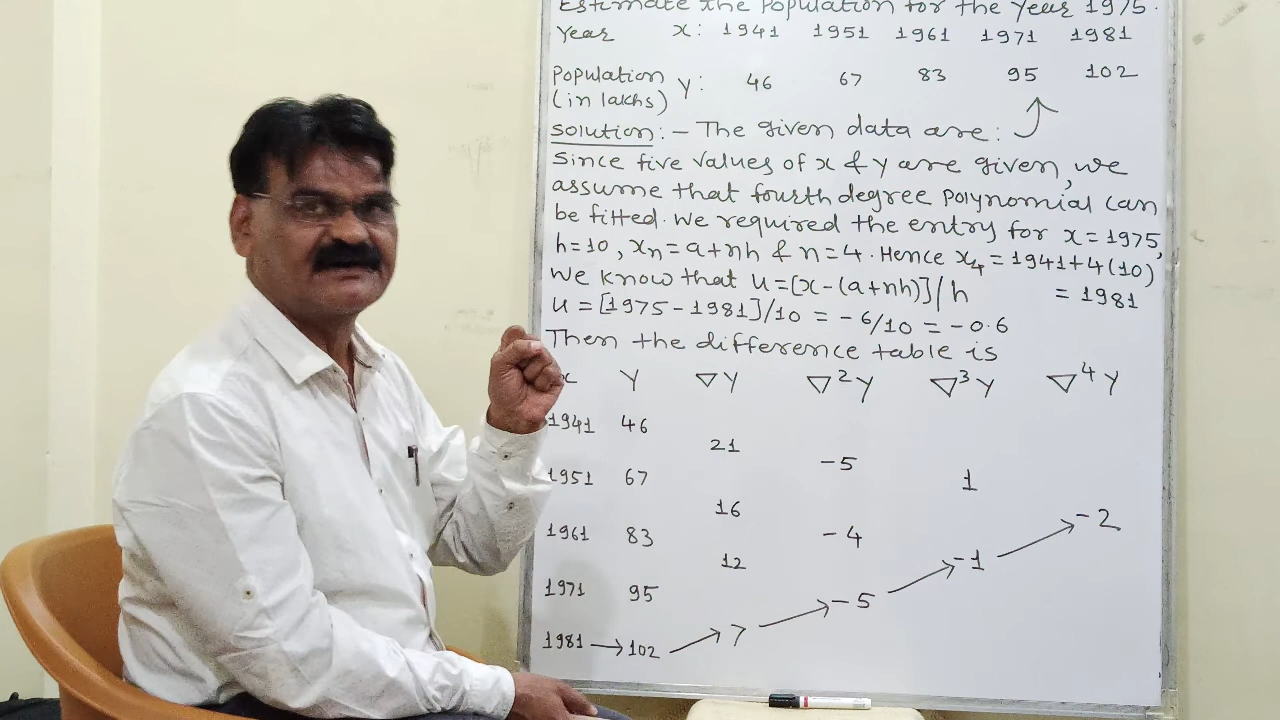 Estimate the Population for the Year 1975.
Year x: 1941 1951 1961 1971 1981
Population (in lakhs) y: 46 67 83 95 102
Solution: - The given data are:
Since five values of x & y are given, we
assume that fourth degree polynomial can
be fitted. We required the entry for x = 1975,
h=10, xn = a+nh & n=4. Hence x4 = 1941+4(10)
= 1981
We know that u = [x-(a+nh)]/h
u = [1975-1981]/10 = -6/10 = -0.6
Then the difference table is
x Y ▽Y ▽²Y ▽³Y ▽⁴Y
1941 46
21
-5
1951 67 1
16
-2
1961 83 -4
12 -1
1971 95 -5
1981 → 102 7